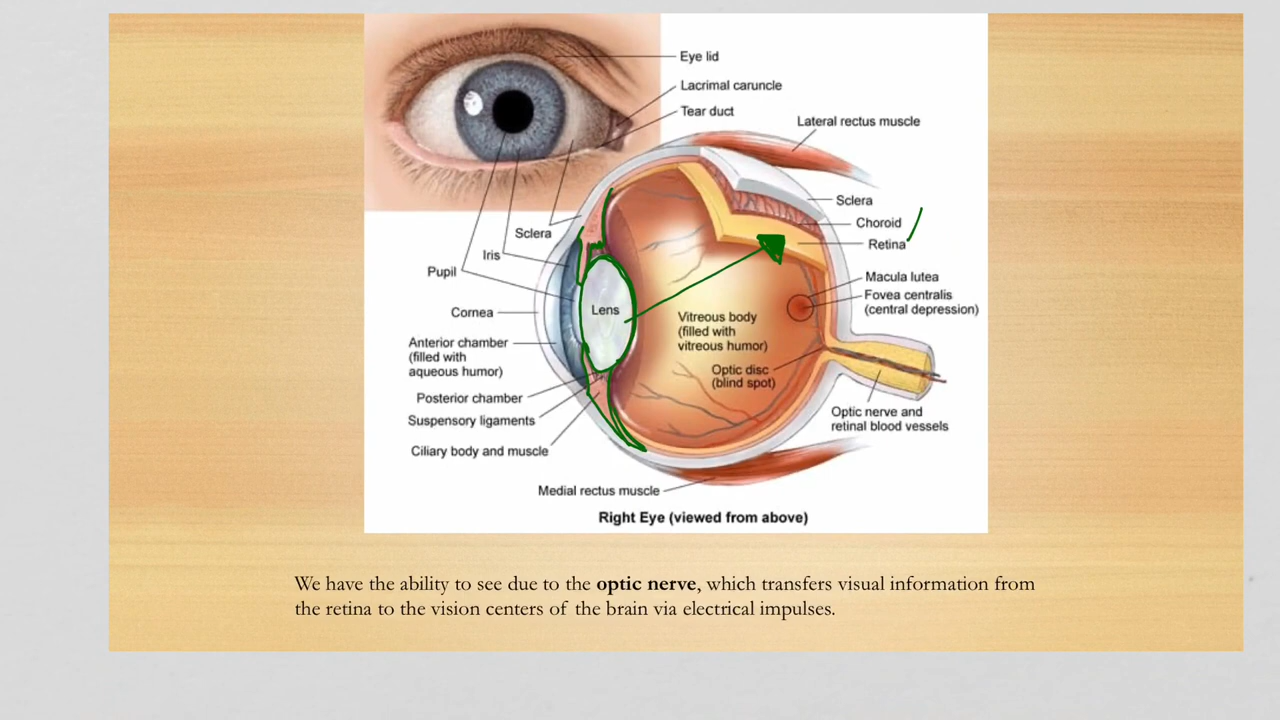 Eye lid
Lacrimal caruncle
Tear duct
Lateral rectus muscle
Sclera
Choroid
Retina
Sclera
Iris
Pupil
Cornea
Anterior chamber
(filled with
aqueous humor)
Posterior chamber
Suspensory ligaments
Ciliary body and muscle
Lens
Vitreous body
(filled with
vitreous humor)
Optic disc
(blind spot)
Macula lutea
Fovea centralis
(central depression)
Optic nerve and
retinal blood vessels
Medial rectus muscle
Right Eye (viewed from above)
We have the ability to see due to the optic nerve, which transfers visual information from
the retina to the vision centers of the brain via electrical impulses.